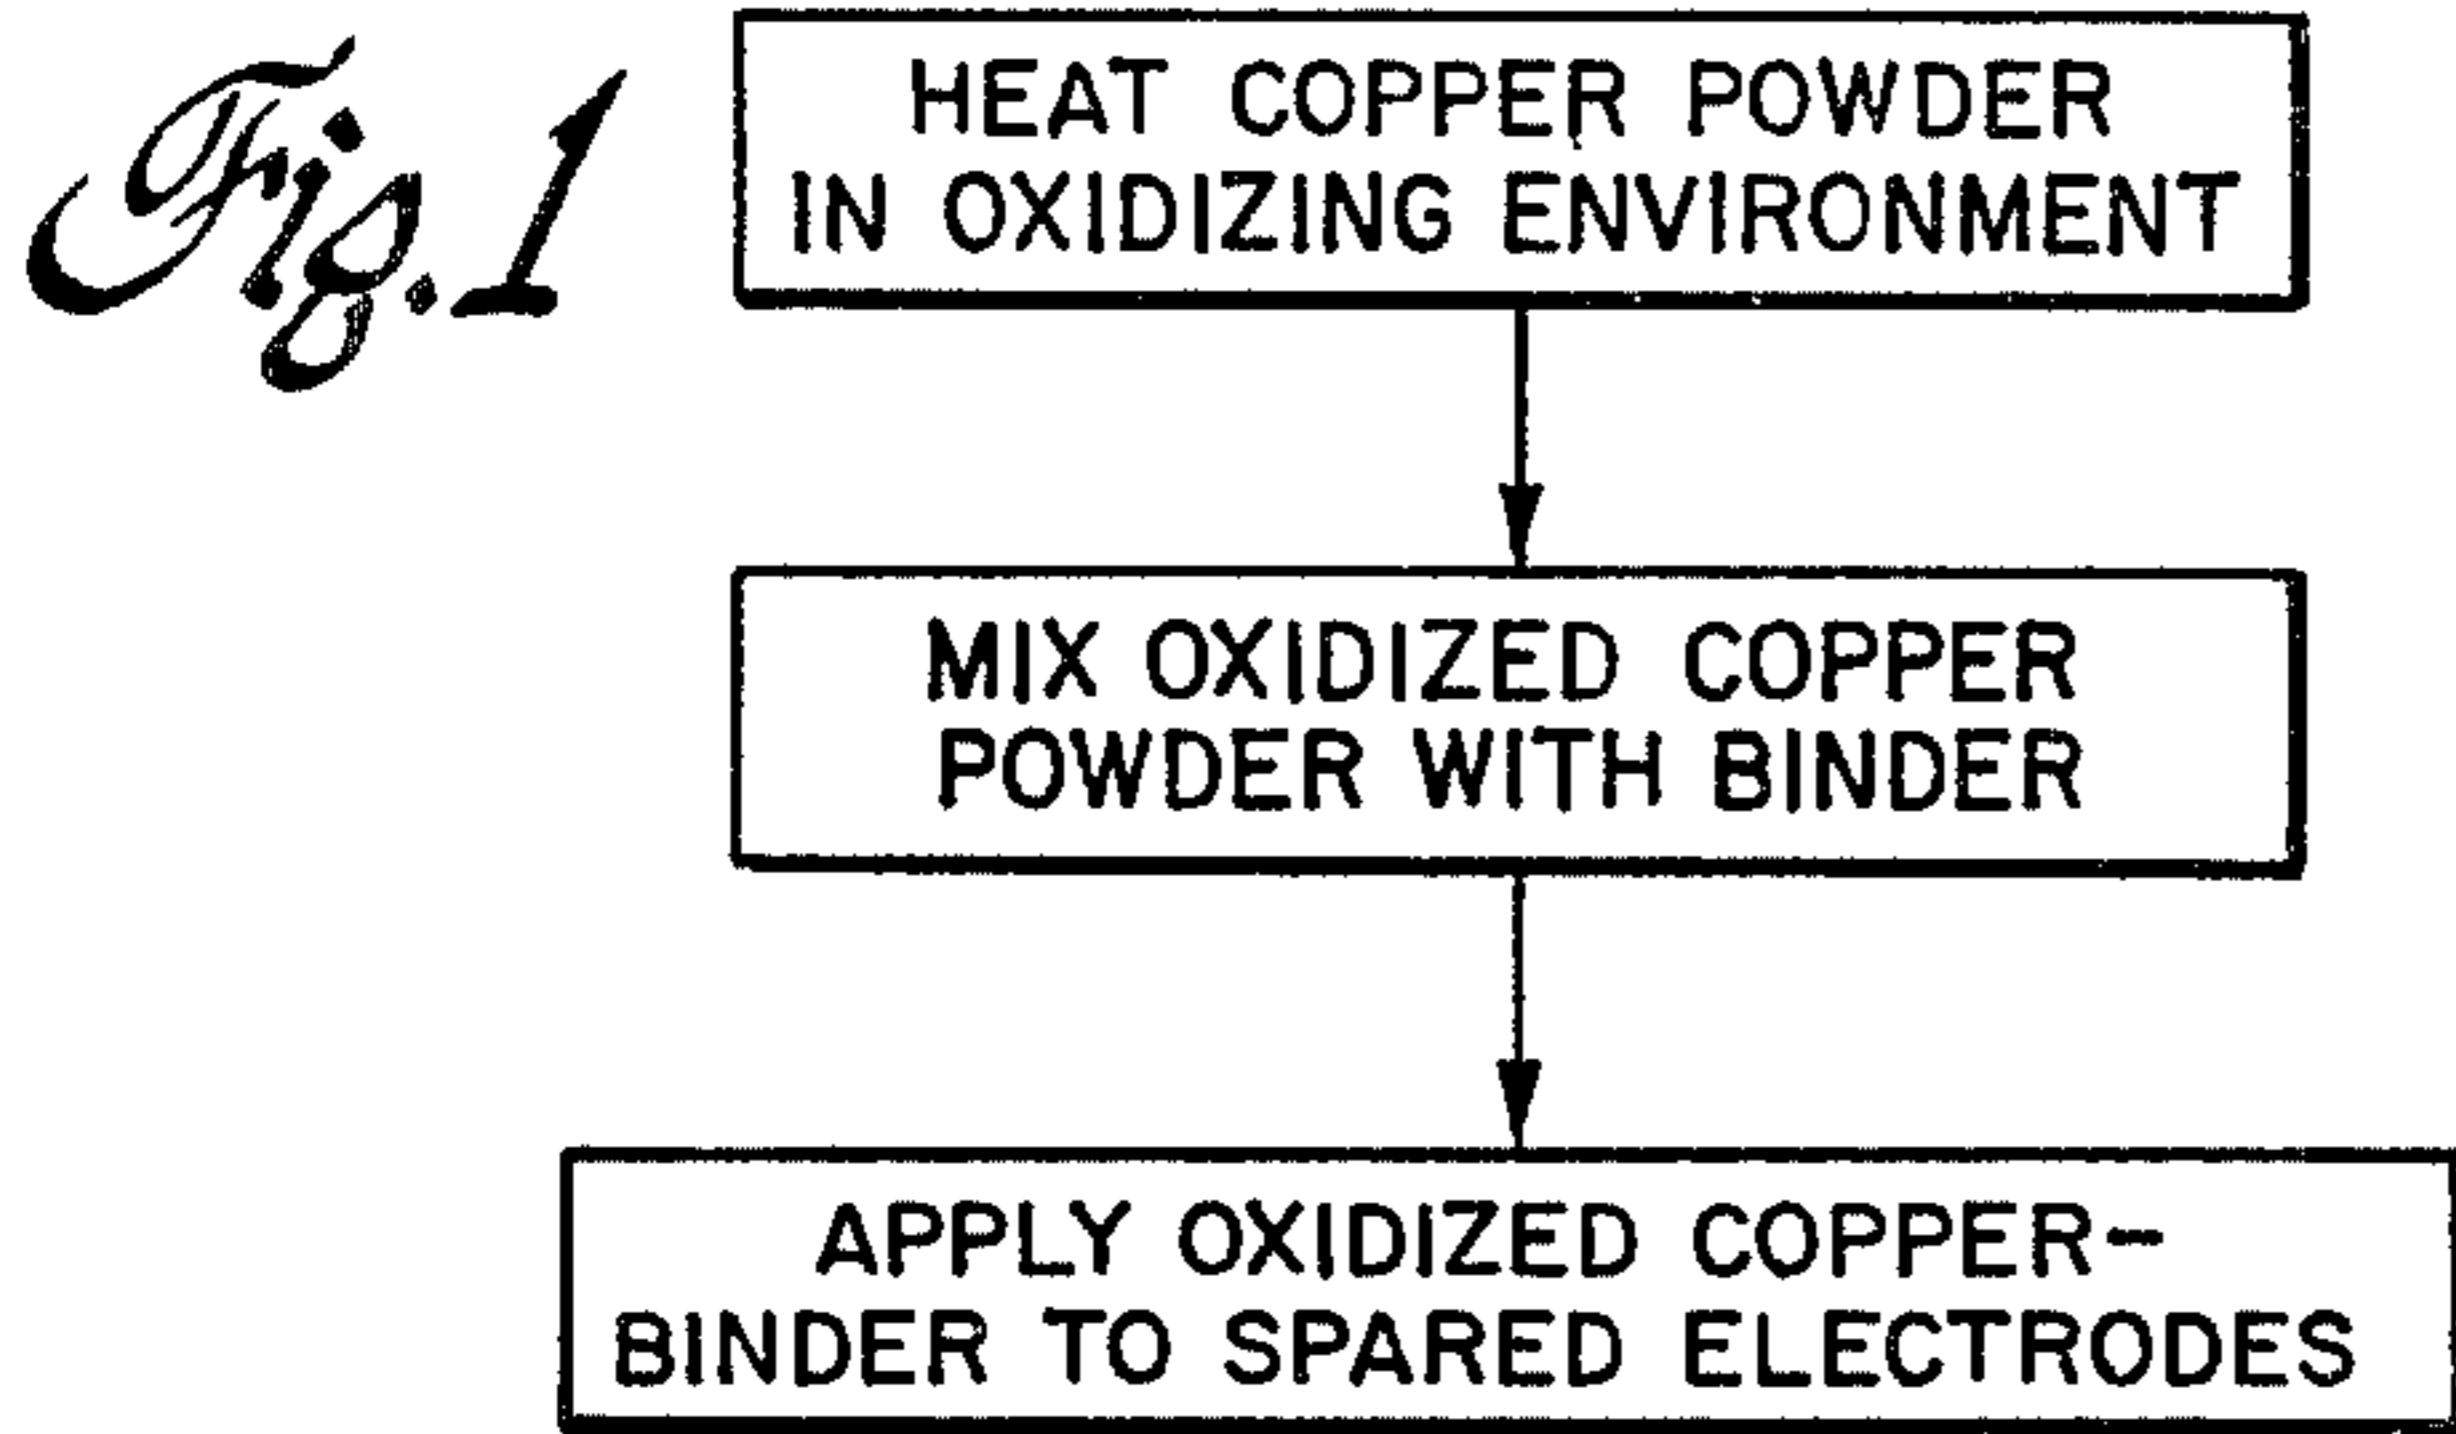 Fig. 1
HEAT COPPER POWDER
IN OXIDIZING ENVIRONMENT
MIX OXIDIZED COPPER
POWDER WITH BINDER
APPLY OXIDIZED COPPER-
BINDER TO SPARED ELECTRODES